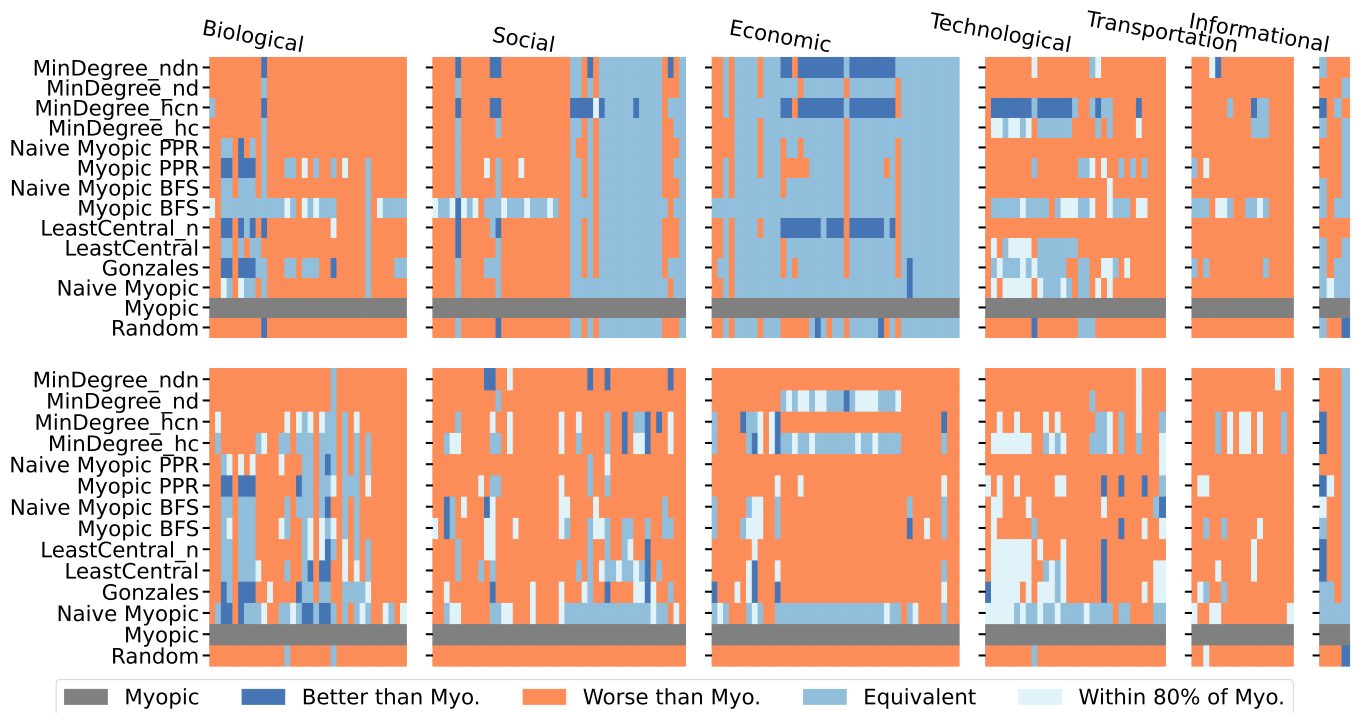 Biological
Social
Economic
Technological
Transportation
Informational
MinDegree_ndn
MinDegree_nd
MinDegree_hcn
MinDegree_hc
Naive Myopic PPR
Myopic PPR
Naive Myopic BFS
Myopic BFS
LeastCentral_n
LeastCentral
Gonzales
Naive Myopic
Myopic
Random
MinDegree_ndn
MinDegree_nd
MinDegree_hcn
MinDegree_hc
Naive Myopic PPR
Myopic PPR
Naive Myopic BFS
Myopic BFS
LeastCentral_n
LeastCentral
Gonzales
Naive Myopic
Myopic
Random
Myopic Better than Myo. Worse than Myo. Equivalent Within 80% of Myo.